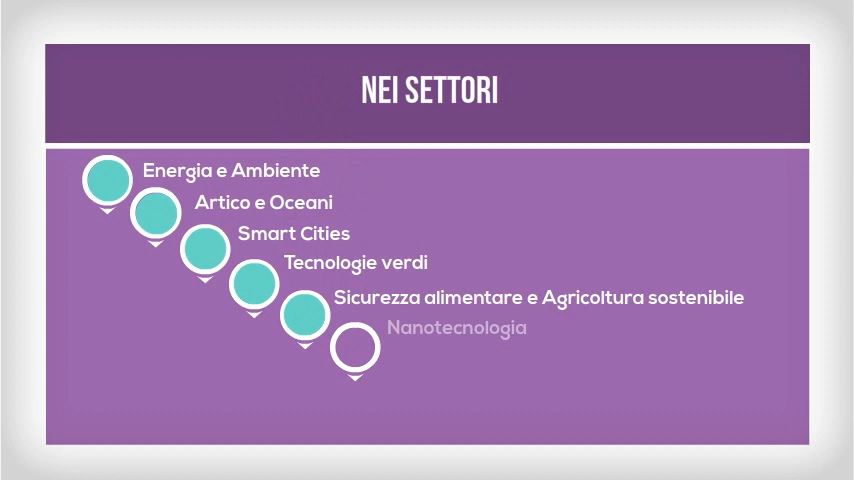 NEI SETTORI
Energia e Ambiente
Artico e Oceani
Smart Cities
Tecnologie verdi
Sicurezza alimentare e Agricoltura sostenibile
Nanotecnologia